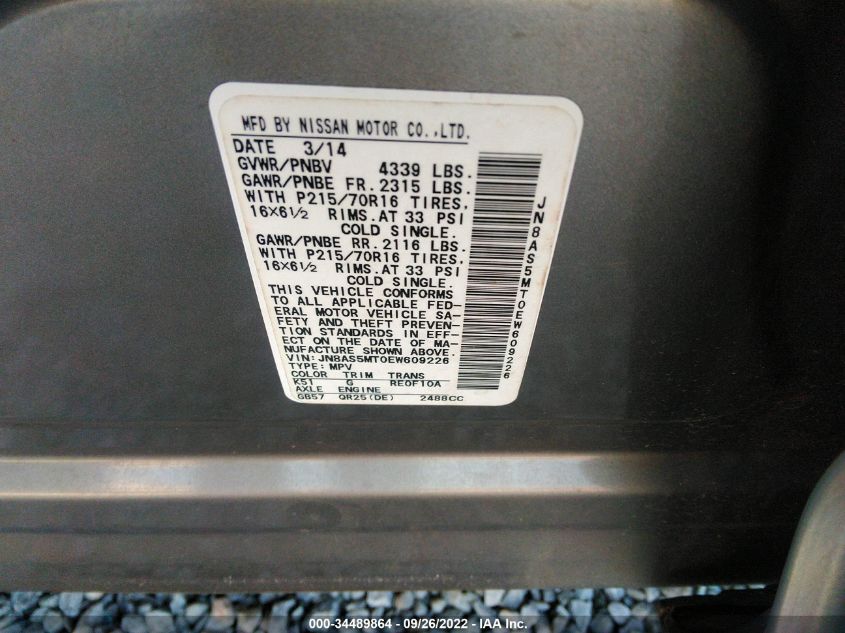 MFD BY NISSAN MOTOR CO.,LTD.
DATE 3/14
GVWR/PNBV 4339 LBS.
GAWR/PNBE FR. 2315 LBS.
WITH P215/70R16 TIRES,
16×6½ RIMS.AT 33 PSI
COLD SINGLE.
GAWR/PNBE RR. 2116 LBS.
WITH P215/70R16 TIRES,
16×6½ RIMS.AT 33 PSI
COLD SINGLE.
THIS VEHICLE CONFORMS
TO ALL APPLICABLE FED-
ERAL MOTOR VEHICLE SA-
FETY AND THEFT PREVEN-
TION STANDARDS IN EFF-
ECT ON THE DATE OF MA-
NUFACTURE SHOWN ABOVE.
VIN:JN8AS5MT0EW609226
TYPE: MPV
COLOR TRIM TRANS
K51 G RE0F10A
AXLE ENGINE
GB57 QR25(DE) 2488CC
JN8AS5MT0EW609226
000-34489864 - 09/26/2022 - IAA Inc.